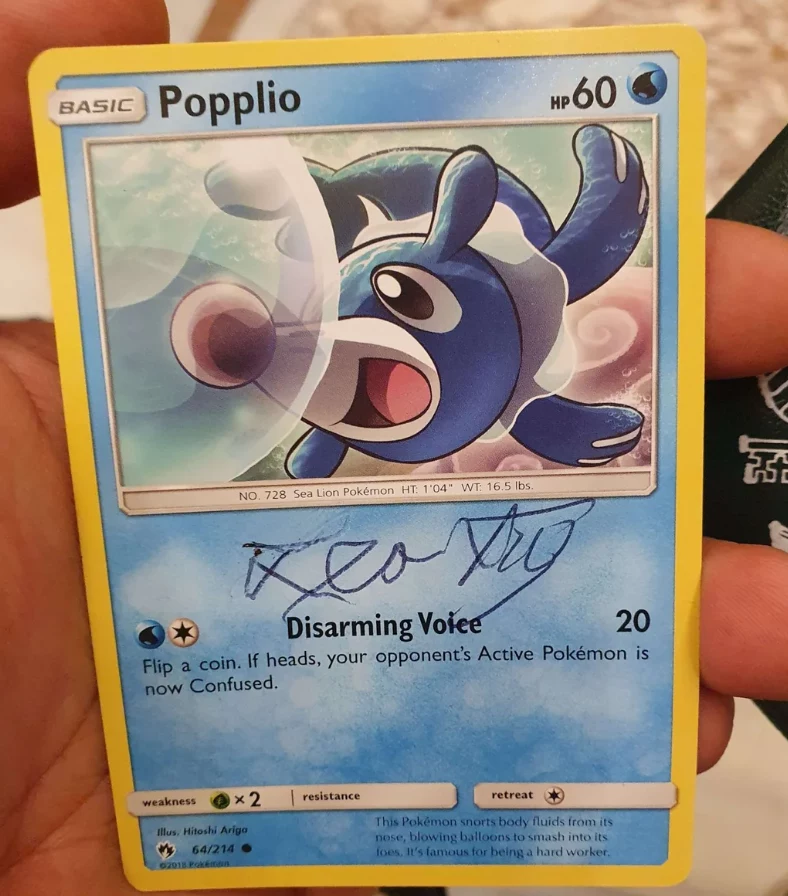 BASIC Popplio HP60
NO. 728 Sea Lion Pokémon HT: 1'04" WT: 16.5 lbs.
Disarming Voice 20
Flip a coin. If heads, your opponent's Active Pokémon is
now Confused.
weakness ×2 resistance retreat
Illus. Hitoshi Ariga
64/214
©2018 Pokémon
This Pokémon snorts body fluids from its
nose, blowing balloons to smash into its
foes. It's famous for being a hard worker.